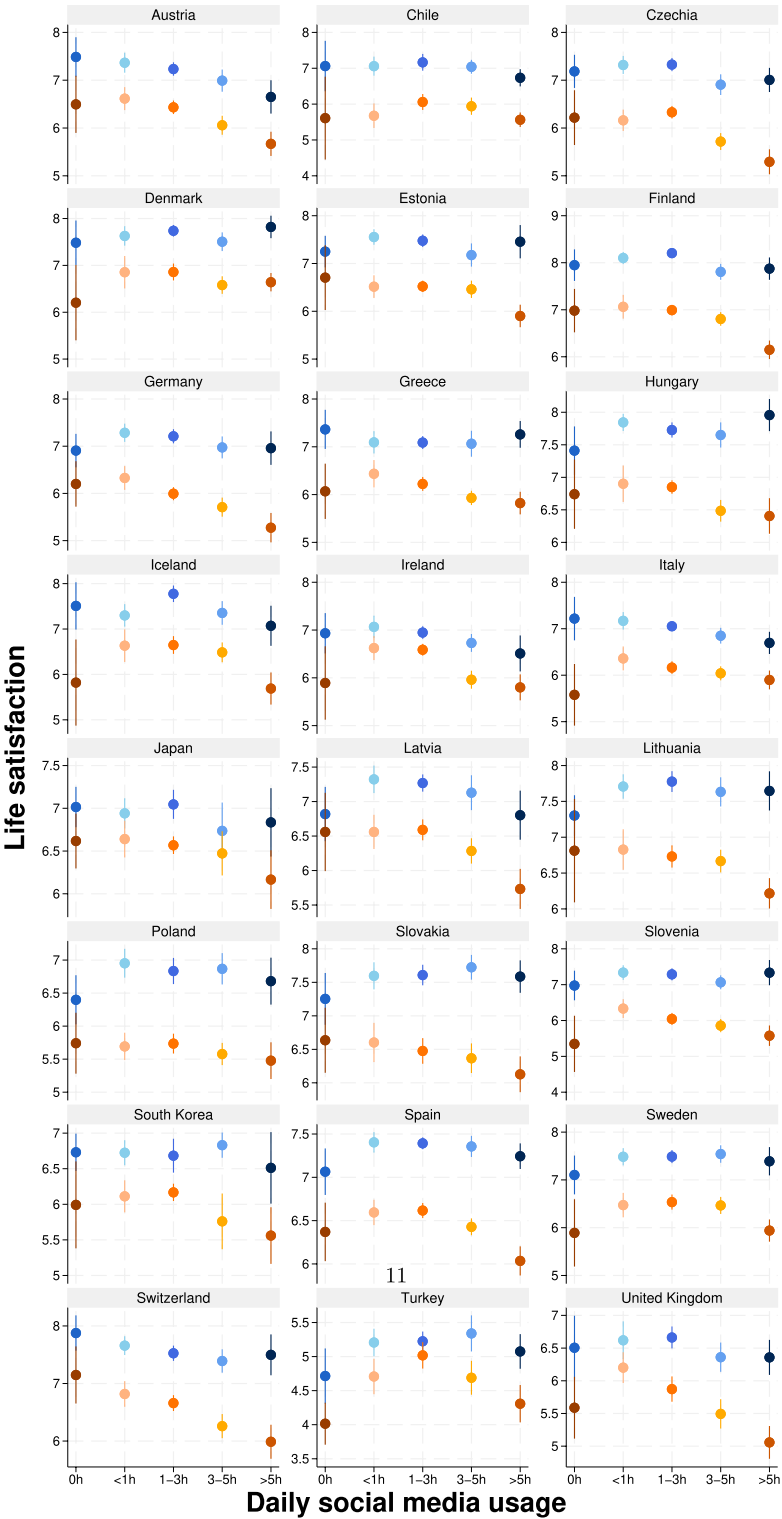 Austria Chile Czechia
8 8 8
7 7 7
6 6 6
5 5
4
Denmark Estonia Finland
8 8 9
7 7 8
6 6 7
5 5 6
Germany Greece Hungary
8 8 8
7 7 7.5
6 6 7
5 5 6.5
6
Iceland Ireland Italy
8 8 8
7 7 7
6 6 6
5 5 5
Life satisfaction
Japan Latvia Lithuania
7.5 7.5 8
7 7 7.5
6.5 6.5 7
6 6 6.5
5.5 6
Poland Slovakia Slovenia
7 8 8
6.5 7.5 7
6 7 6
5.5 6.5 5
5 6 4
South Korea Spain Sweden
7 7.5 8
6.5 7 7
6 6.5 6
5.5 6 5
5
11
Switzerland Turkey United Kingdom
8 5.5 7
7 5 6.5
6 4.5 6
4 5.5
3.5 5
0h <1h 1−3h 3−5h >5h 0h <1h 1−3h 3−5h >5h 0h <1h 1−3h 3−5h >5h
Daily social media usage